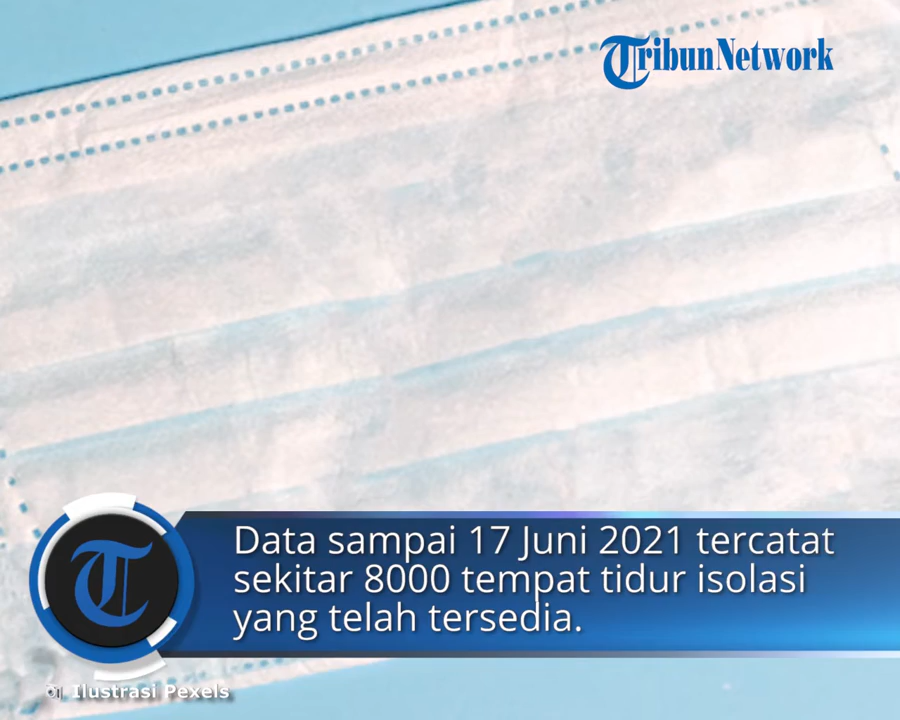 TribunNetwork
Data sampai 17 Juni 2021 tercatat
sekitar 8000 tempat tidur isolasi
yang telah tersedia.
Ilustrasi Pexels